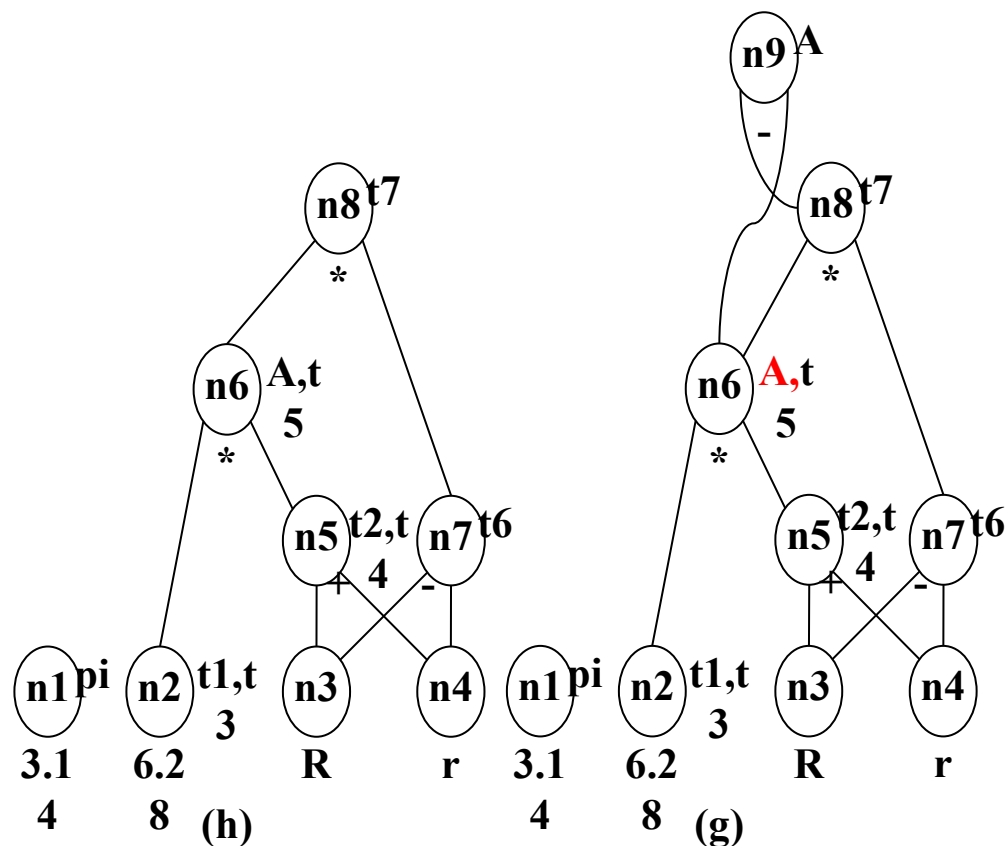 n9 A
-
n8 t7
*
n6 A,t
5
*
n5 t2,t
4
+
n7 t6
-
n1 pi
n2 t1,t
3
n3
n4
3.1
4
6.2
8
R
r
(h)
n8 t7
*
n6 A,t
5
*
n5 t2,t
4
+
n7 t6
-
n1 pi
n2 t1,t
3
n3
n4
3.1
4
6.2
8
R
r
(g)